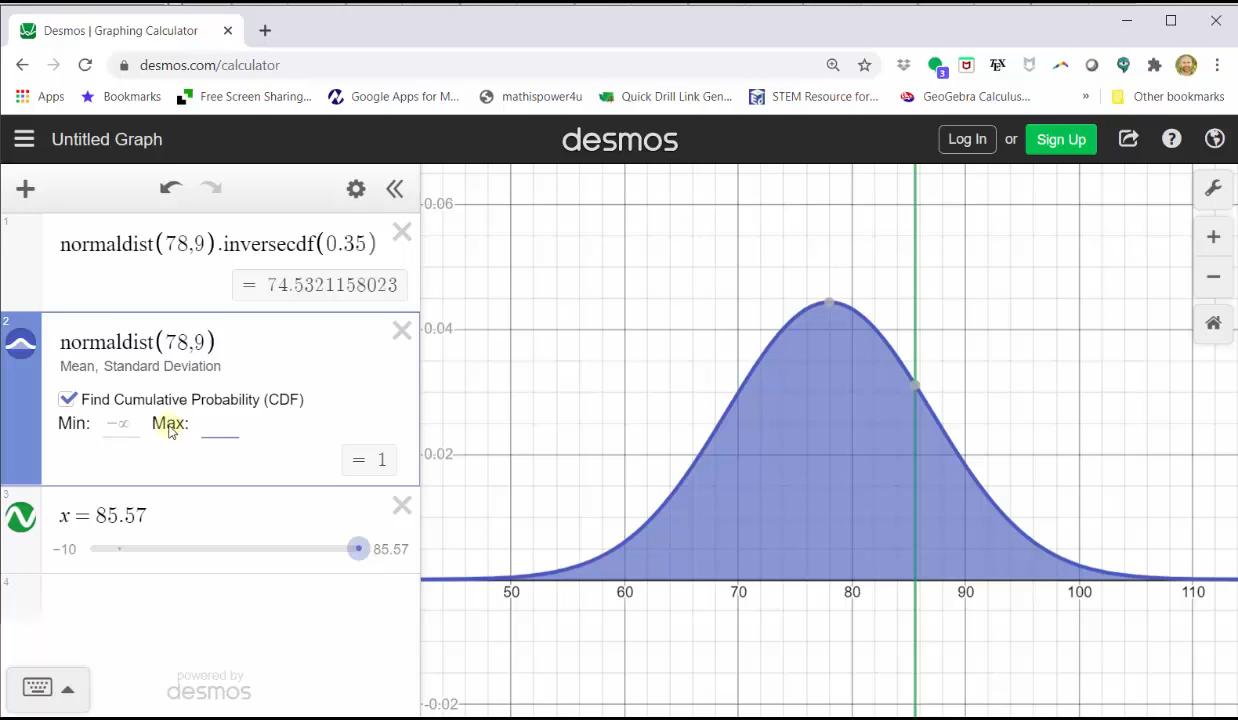 Desmos | Graphing Calculator
desmos.com/calculator
3
TEX
Apps Bookmarks Free Screen Sharing... Google Apps for M... mathispower4u Quick Drill Link Gen... STEM Resource for... GeoGebra Calculus... » Other bookmarks
Untitled Graph desmos Log In or Sign Up
1
normaldist(78,9).inversecdf(0.35)
= 74.5321158023
2
normaldist(78,9)
Mean, Standard Deviation
Find Cumulative Probability (CDF)
Min: -∞ Max:
= 1
3
x = 85.57
-10 85.57
4
powered by
desmos
0.06
0.04
0.02
50 60 70 80 90 100 110
-0.02